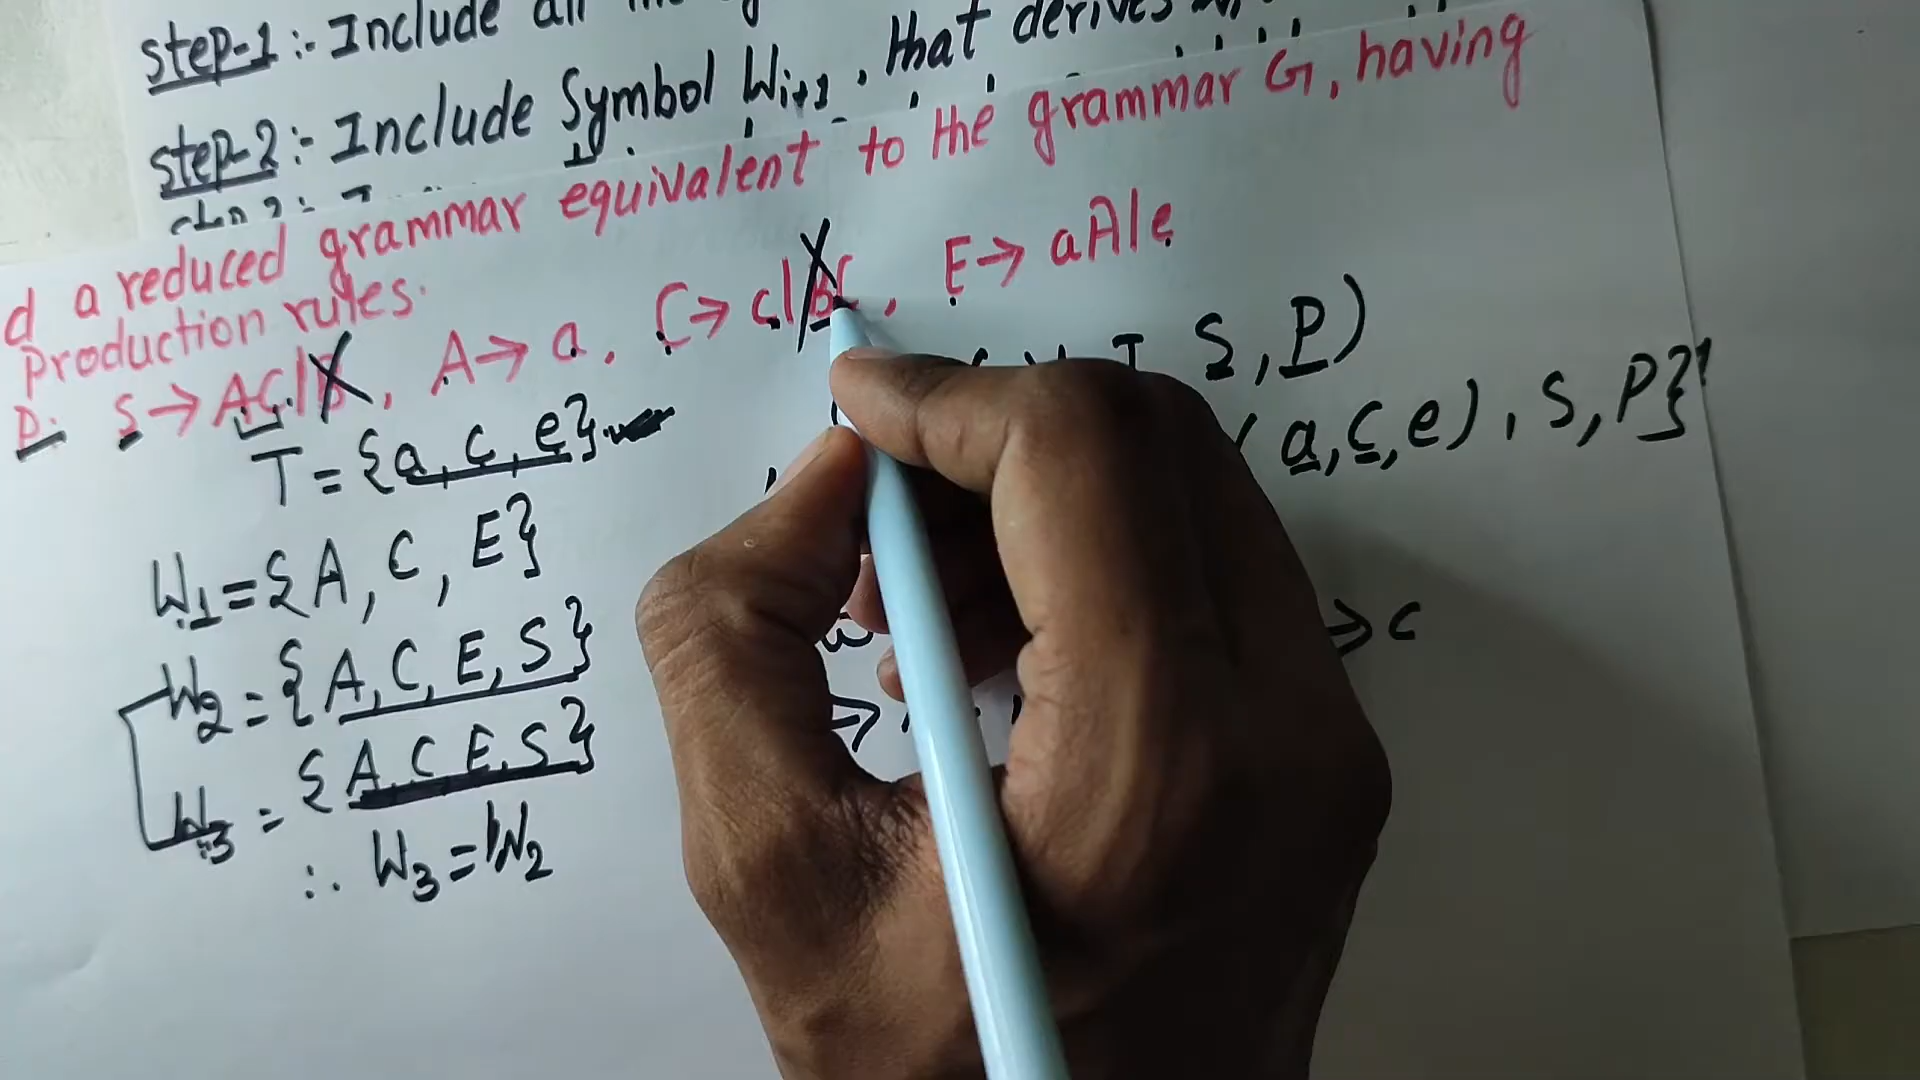 step-1:- Include all the
step-2:- Include Symbol Wi+1, that derives
d a reduced grammar equivalent to the grammar G, having
Production rules.
P: S→AC|B, A→a, C→c|BC, E→aA|e
T={a, c, e}
S, P)
(a, c, e), S, P}
W1={A, C, E}
W2={A, C, E, S}
→c
W3={A, C, E, S}
∴ W3=W2